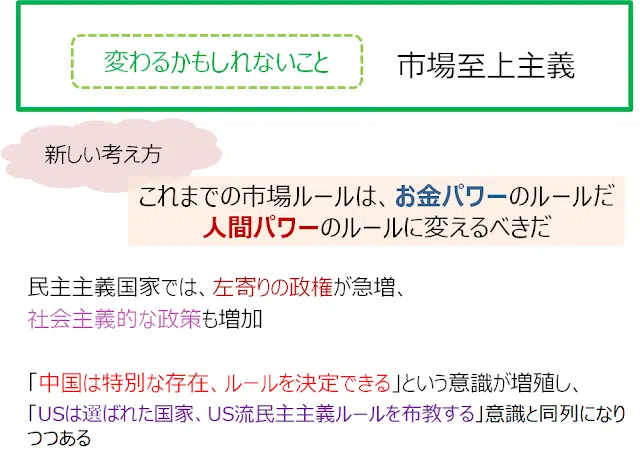 変わるかもしれないこと 市場至上主義
新しい考え方
これまでの市場ルールは、お金パワーのルールだ
人間パワーのルールに変えるべきだ
民主主義国家では、左寄りの政権が急増、
社会主義的な政策も増加
「中国は特別な存在、ルールを決定できる」という意識が増殖し、
「USは選ばれた国家、US流民主主義ルールを布教する」意識と同列になり
つつある